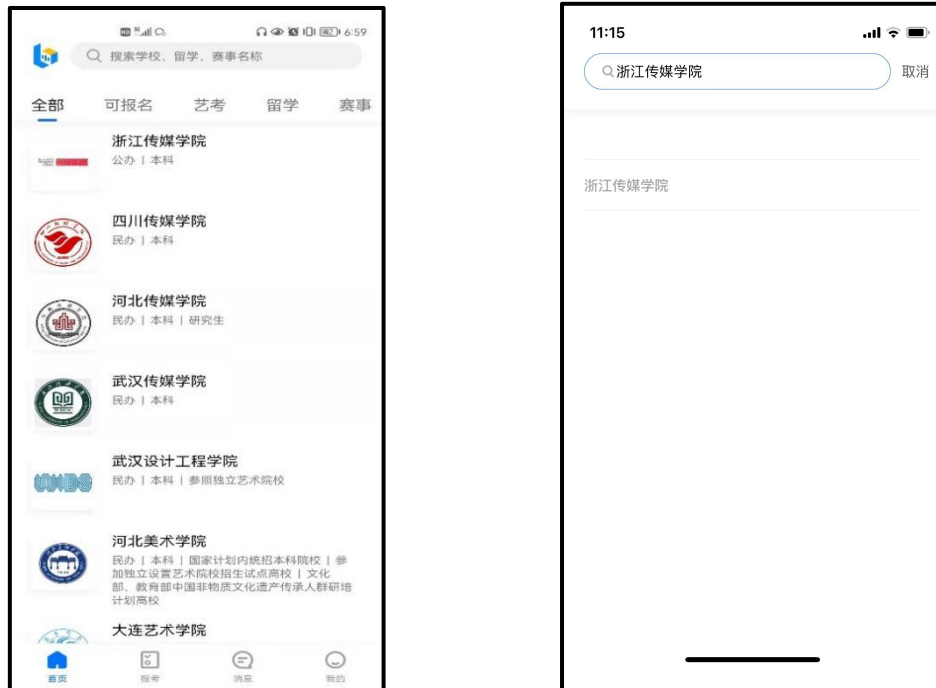 6:59
搜索学校、留学、赛事名称
全部 可报名 艺考 留学 赛事
浙江传媒学院
公办 | 本科
四川传媒学院
民办 | 本科
河北传媒学院
民办 | 本科 | 研究生
武汉传媒学院
民办 | 本科
武汉设计工程学院
民办 | 本科 | 参照独立艺术院校
河北美术学院
民办 | 本科 | 国家计划内统招本科院校 | 参
加独立设置艺术院校招生试点高校 | 文化
部、教育部中国非物质文化遗产传承人群研培
计划高校
大连艺术学院
首页 报考 消息 我的
11:15
浙江传媒学院 取消
浙江传媒学院